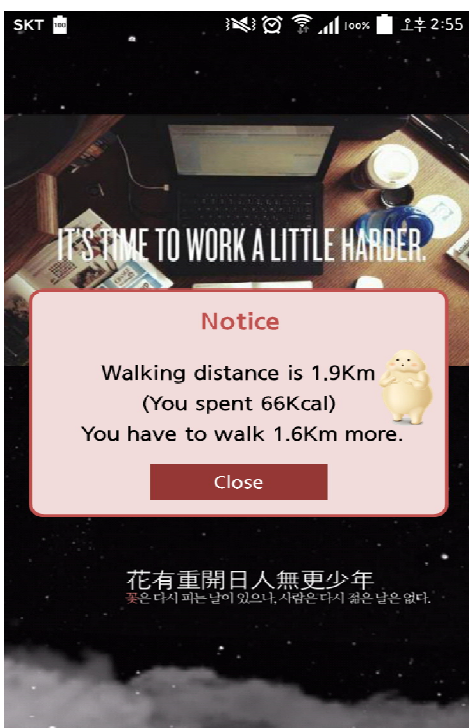 SKT 100 100% 오후 2:55
IT'S TIME TO WORK A LITTLE HARDER.
Notice
Walking distance is 1.9Km
(You spent 66Kcal)
You have to walk 1.6Km more.
Close
花有重開日人無更少年
꽃은 다시 피는 날이 있으나, 사람은 다시 젊은 날은 없다.